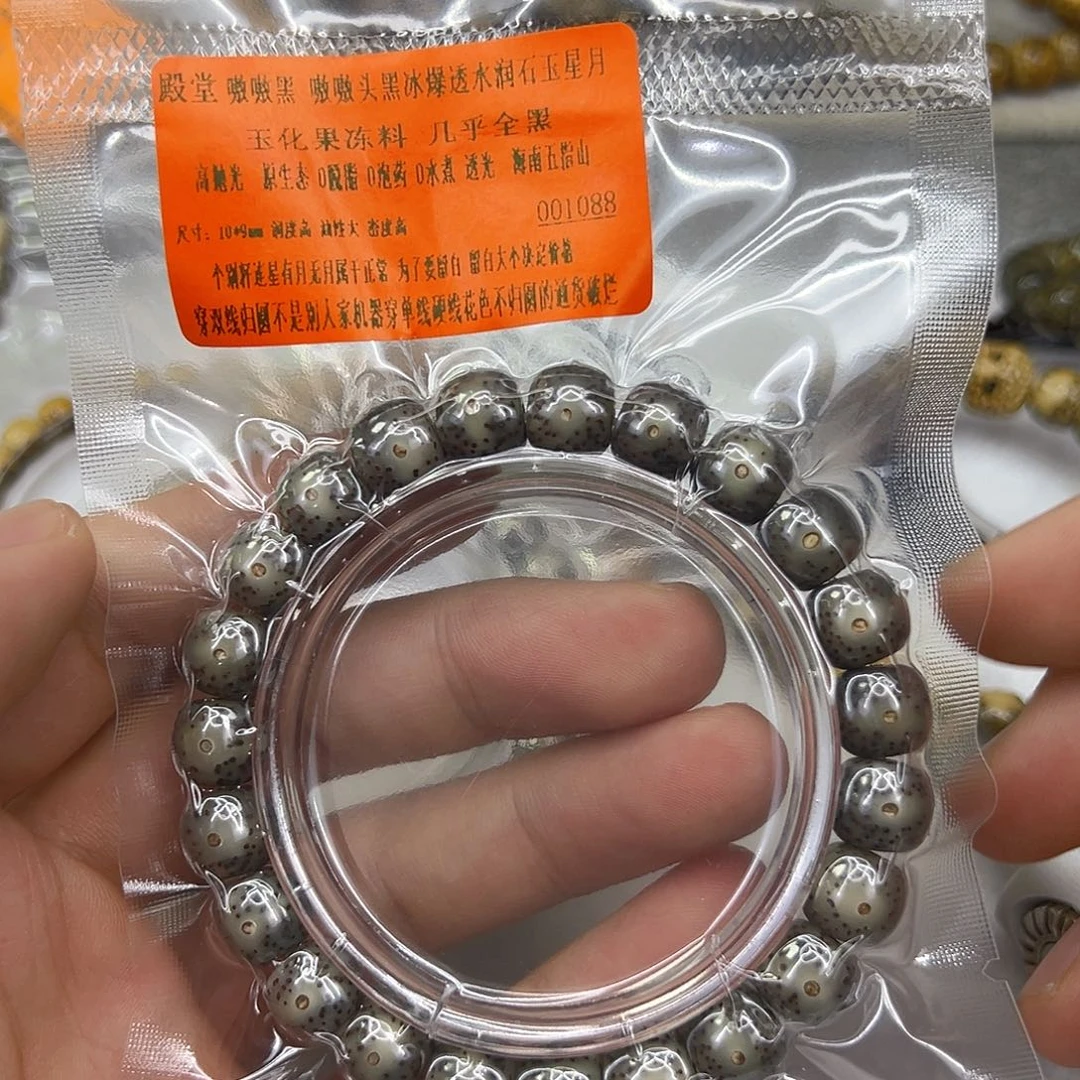 殿堂 嗷嗷黑 嗷嗷头黑冰爆透水润石玉星月
玉化果冻料 几乎全黑
高抛光 原生态 0脱脂 0泡药 0水煮 透光 海南五指山
001088
尺寸：10*9mm 润度高 油性大 密度高
个别籽连星有月无月属于正常 为了要留白 留白大小决定价格
穿双线归圆不是别人家机器穿单线硬线花色不归圆的通货破烂